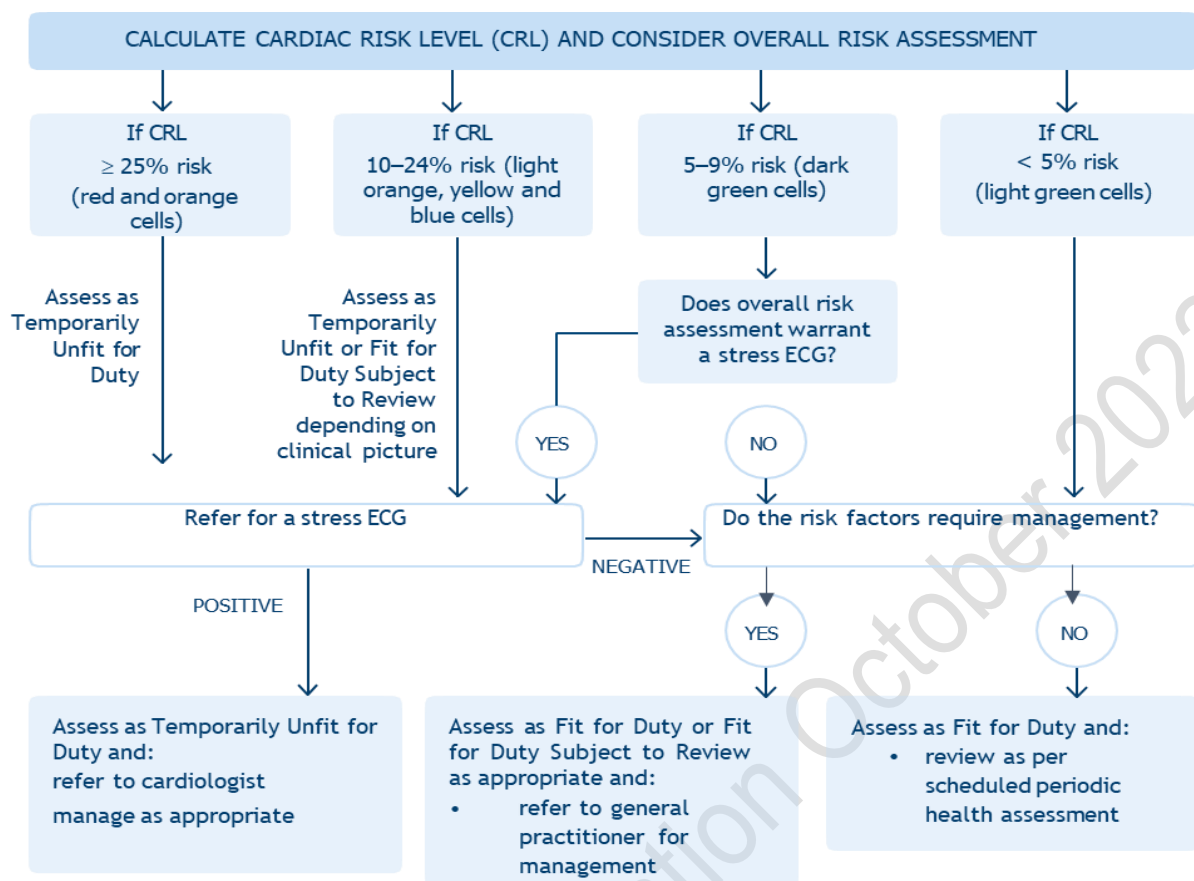 CALCULATE CARDIAC RISK LEVEL (CRL) AND CONSIDER OVERALL RISK ASSESSMENT
If CRL
≥ 25% risk
(red and orange
cells)
If CRL
10–24% risk (light
orange, yellow and
blue cells)
If CRL
5–9% risk (dark
green cells)
If CRL
< 5% risk
(light green cells)
Assess as
Temporarily
Unfit for
Duty
Assess as
Temporarily
Unfit or Fit for
Duty Subject
to Review
depending on
clinical picture
Does overall risk
assessment warrant
a stress ECG?
YES
NO
Refer for a stress ECG
Do the risk factors require management?
NEGATIVE
POSITIVE
YES
NO
Assess as Temporarily Unfit for
Duty and:
refer to cardiologist
manage as appropriate
Assess as Fit for Duty or Fit
for Duty Subject to Review
as appropriate and:
• refer to general
practitioner for
management
Assess as Fit for Duty and:
• review as per
scheduled periodic
health assessment
October